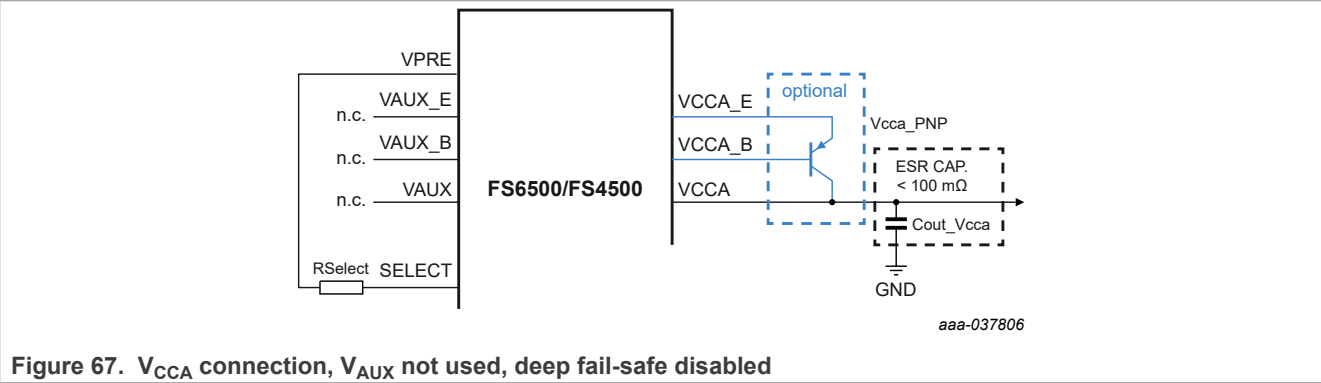 VPRE
VAUX_E
n.c.
VAUX_B
n.c.
VAUX
n.c.
RSelect
SELECT
FS6500/FS4500
VCCA_E
VCCA_B
VCCA
optional
Vcca_PNP
ESR CAP.
< 100 mΩ
Cout_Vcca
GND
aaa-037806
Figure 67. VCCA connection, VAUX not used, deep fail-safe disabled